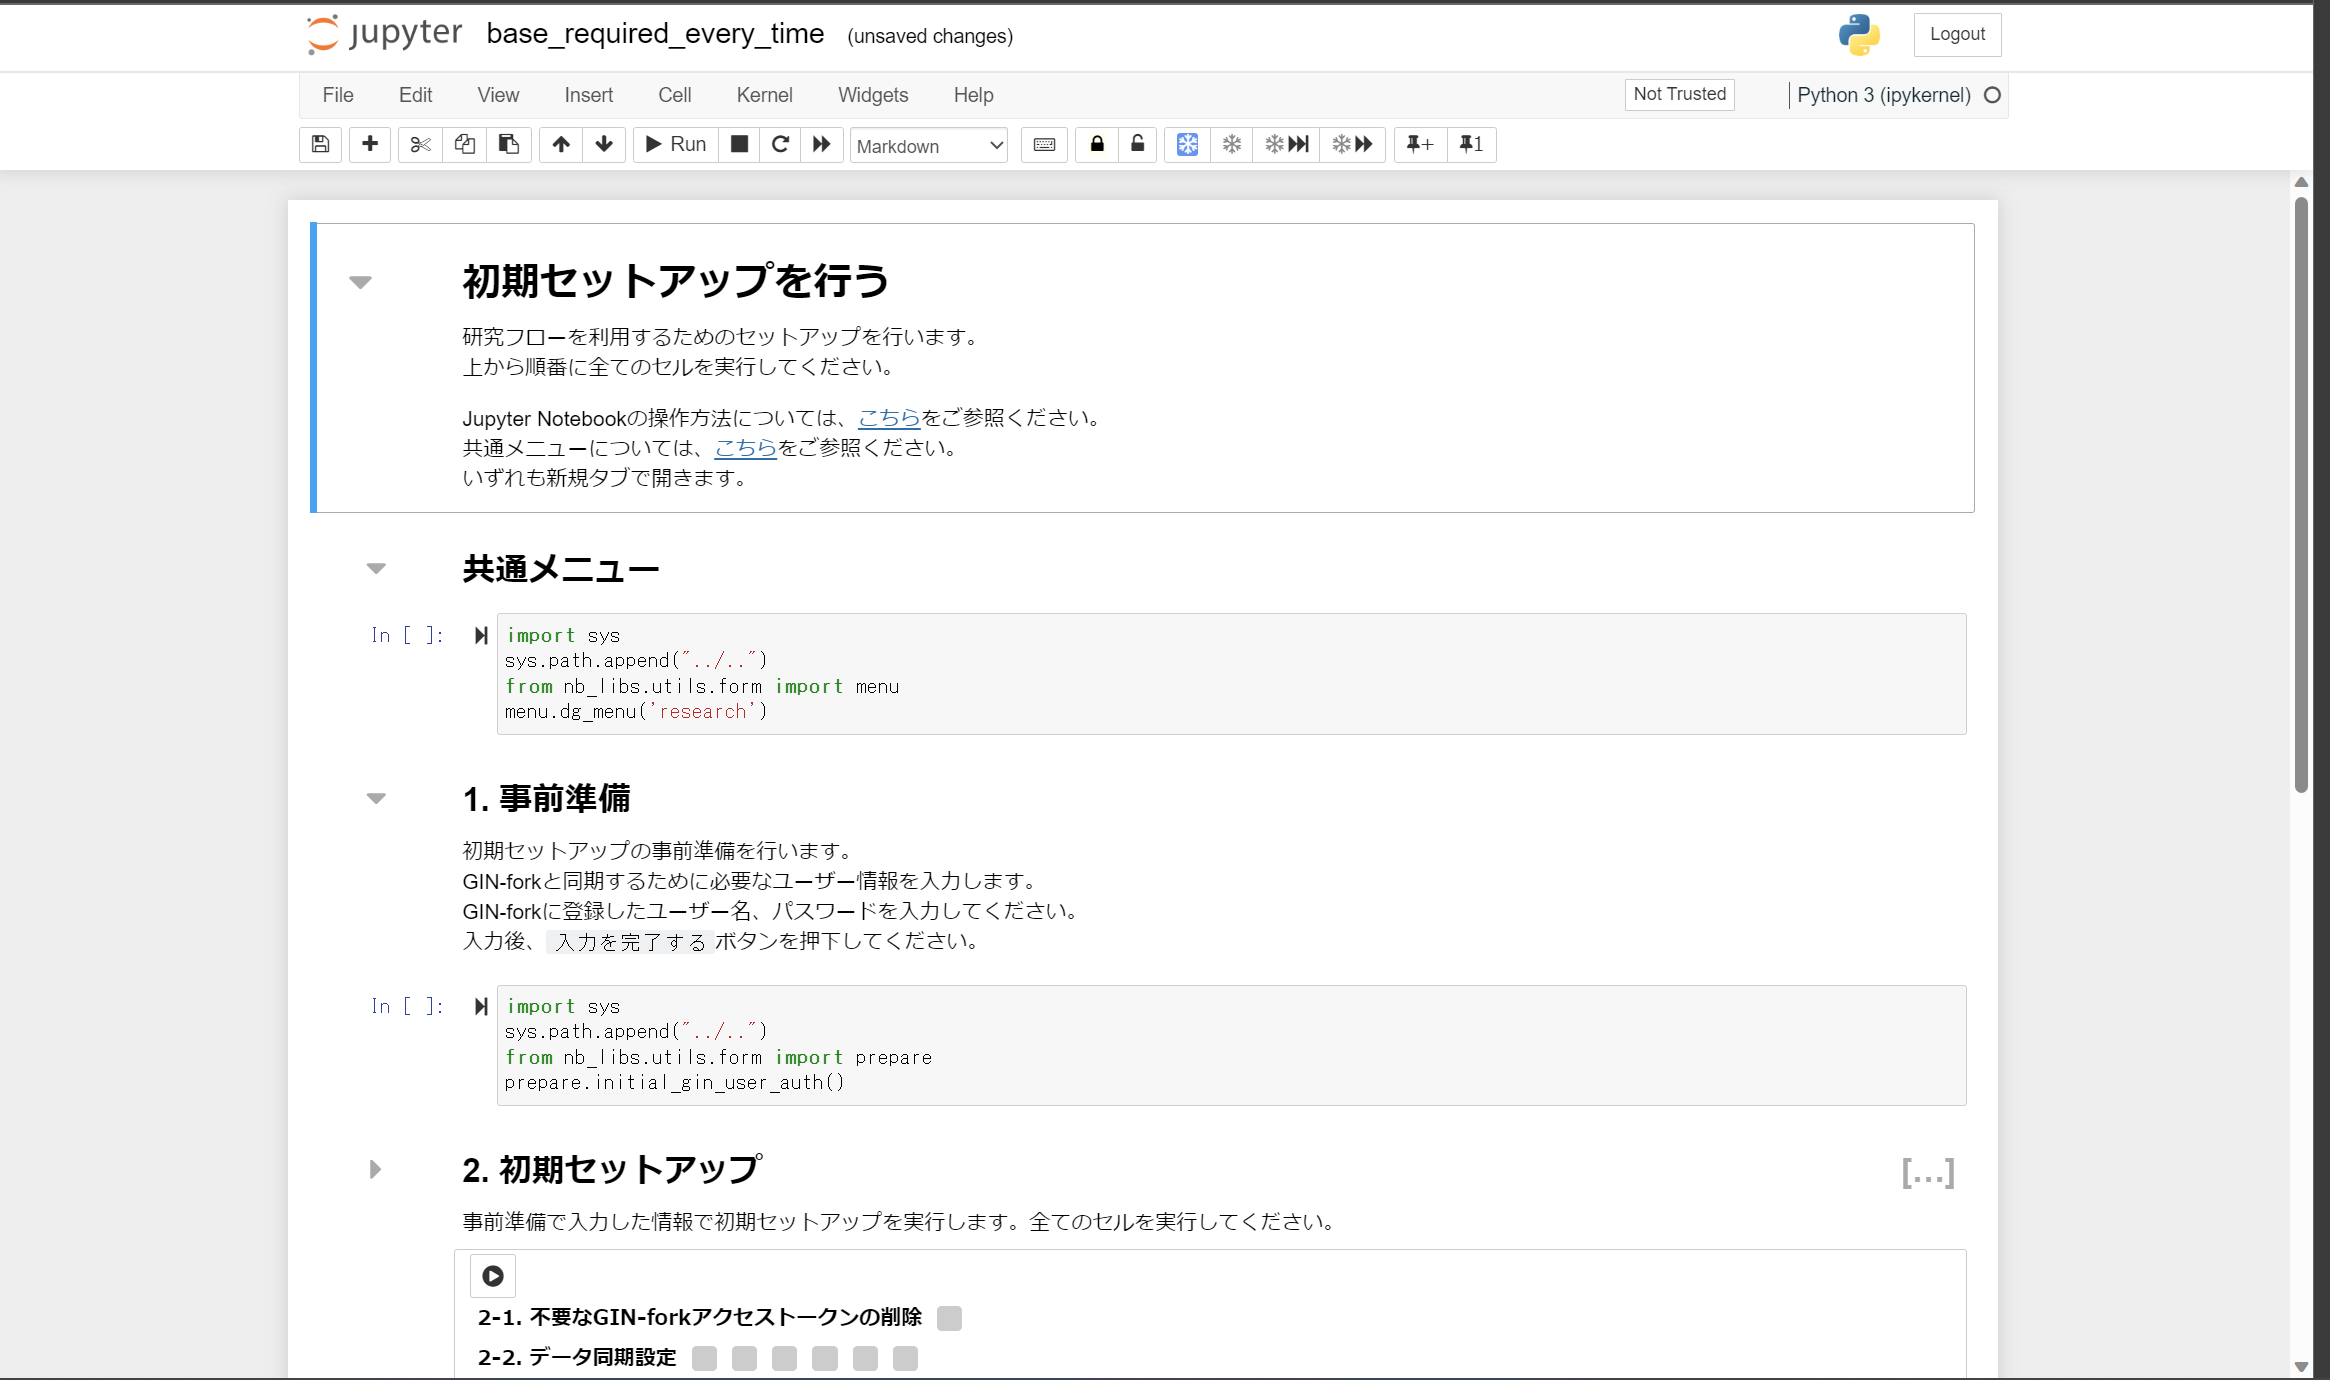 jupyter base_required_every_time (unsaved changes)
Logout
File Edit View Insert Cell Kernel Widgets Help
Not Trusted
Python 3 (ipykernel)
Run
Markdown
+
1
初期セットアップを行う
研究フローを利用するためのセットアップを行います。
上から順番に全てのセルを実行してください。
Jupyter Notebookの操作方法については、こちらをご参照ください。
共通メニューについては、こちらをご参照ください。
いずれも新規タブで開きます。
共通メニュー
In [ ]:
import sys
sys.path.append("../..")
from nb_libs.utils.form import menu
menu.dg_menu('research')
1. 事前準備
初期セットアップの事前準備を行います。
GIN-forkと同期するために必要なユーザー情報を入力します。
GIN-forkに登録したユーザー名、パスワードを入力してください。
入力後、 入力を完了する ボタンを押下してください。
In [ ]:
import sys
sys.path.append("../..")
from nb_libs.utils.form import prepare
prepare.initial_gin_user_auth()
2. 初期セットアップ
[...]
事前準備で入力した情報で初期セットアップを実行します。全てのセルを実行してください。
2-1. 不要なGIN-forkアクセストークンの削除
2-2. データ同期設定